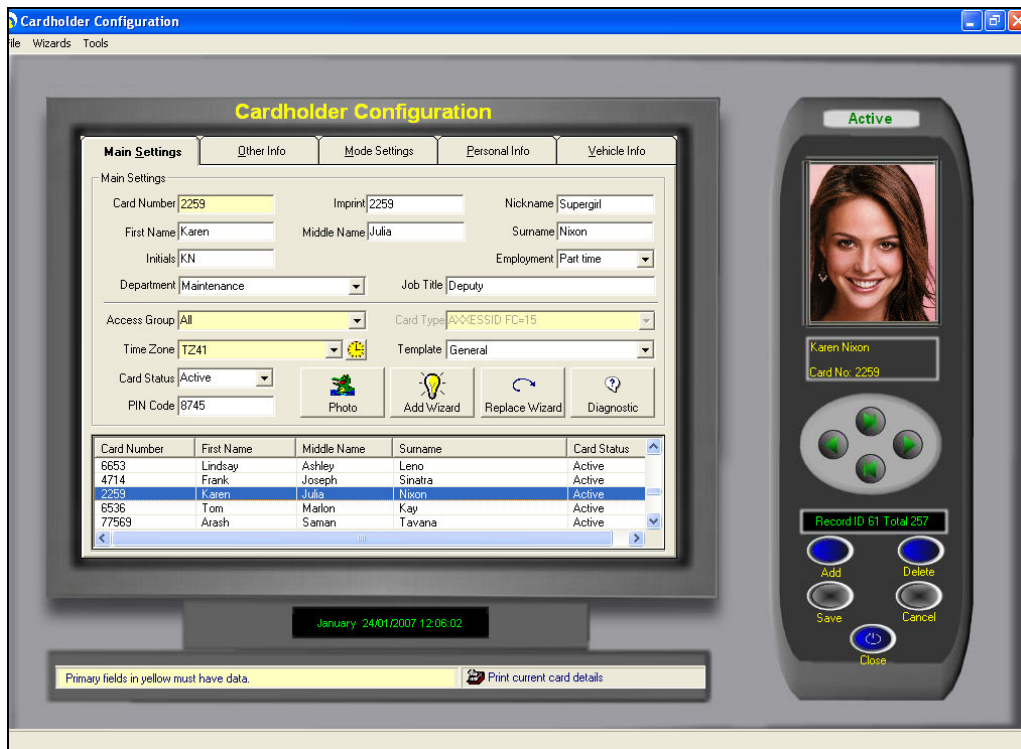 Cardholder Configuration
File Wizards Tools
Cardholder Configuration
Active
Main Settings Other Info Mode Settings Personal Info Vehicle Info
Main Settings
Card Number 2259 Imprint 2259 Nickname Supergirl
First Name Karen Middle Name Julia Surname Nixon
Initials KN Employment Part time
Department Maintenance Job Title Deputy
Access Group All Card Type AXXESSID FC=15
Time Zone TZ41 Template General
Card Status Active
PIN Code 8745
Photo Add Wizard Replace Wizard Diagnostic
Card Number First Name Middle Name Surname Card Status
6653 Lindsay Ashley Leno Active
4714 Frank Joseph Sinatra Active
2259 Karen Julia Nixon Active
6536 Tom Marlon Kay Active
77569 Arash Saman Tavana Active
Karen Nixon
Card No: 2259
Record ID 61 Total 257
Add Delete
Save Cancel
Close
January 24/01/2007 12:06:02
Primary fields in yellow must have data. Print current card details